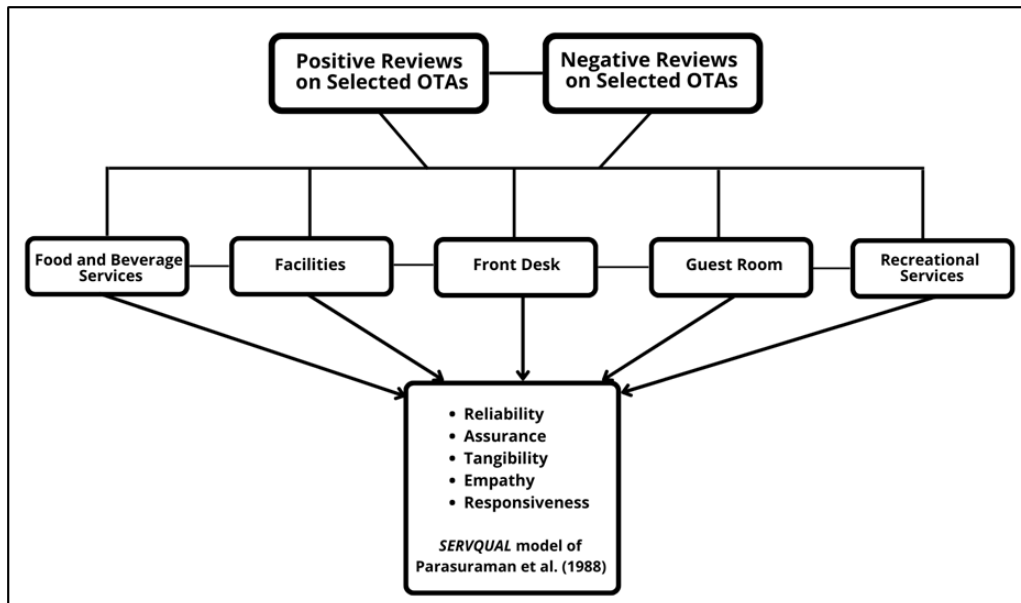 Positive Reviews
on Selected OTAs
Negative Reviews
on Selected OTAs
Food and Beverage
Services
Facilities
Front Desk
Guest Room
Recreational
Services
• Reliability
• Assurance
• Tangibility
• Empathy
• Responsiveness
SERVQUAL model of
Parasuraman et al. (1988)